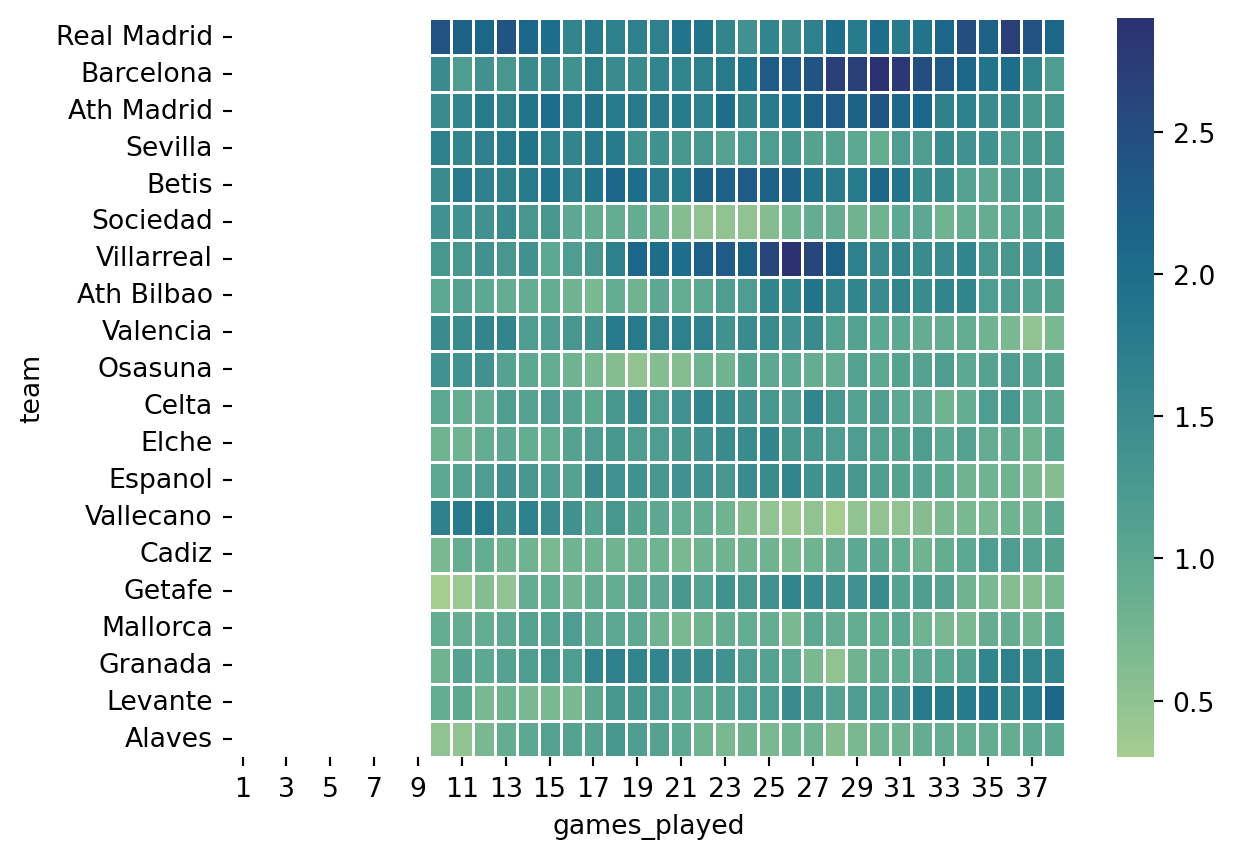 Real Madrid
Barcelona
Ath Madrid
Sevilla
Betis
Sociedad
Villarreal
Ath Bilbao
Valencia
Osasuna
Celta
Elche
Espanol
Vallecano
Cadiz
Getafe
Mallorca
Granada
Levante
Alaves
team
1 3 5 7 9 11 13 15 17 19 21 23 25 27 29 31 33 35 37
games_played
2.5
2.0
1.5
1.0
0.5